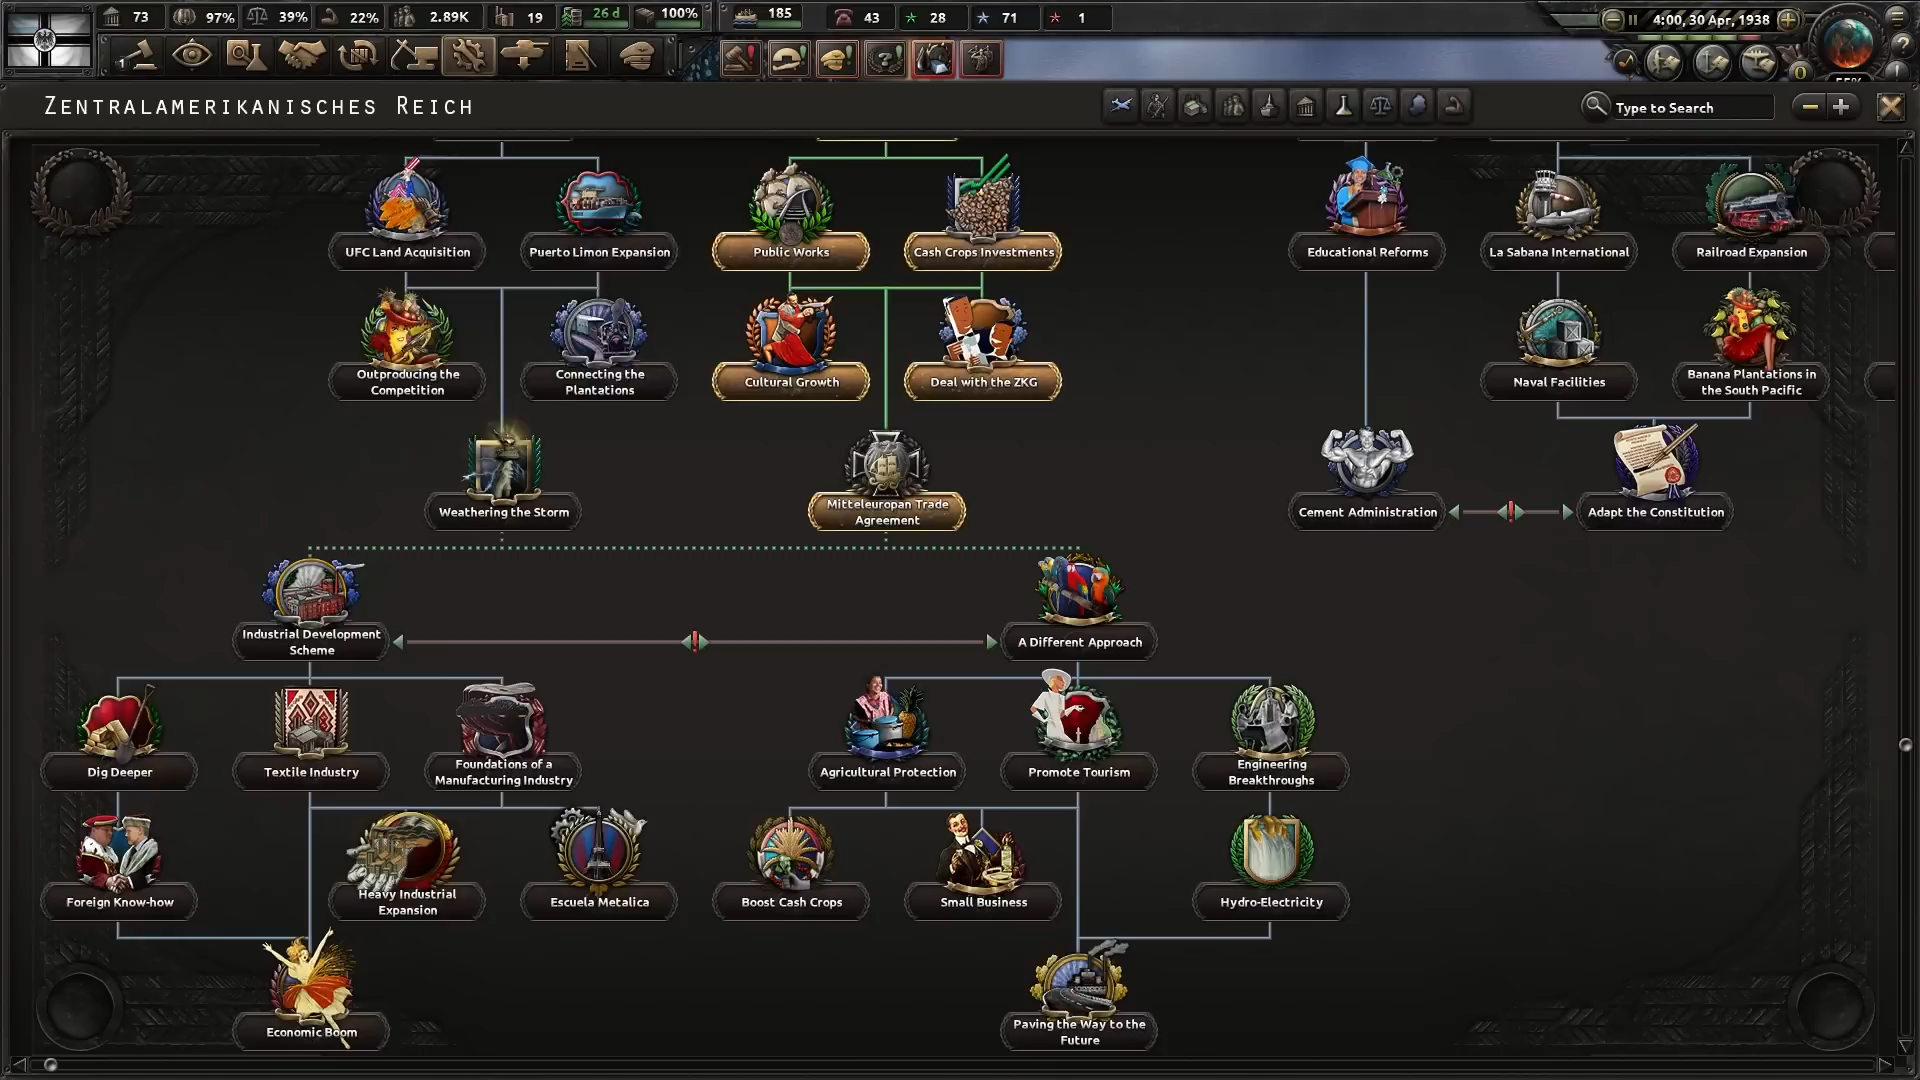 73
97%
39%
22%
2.89K
19
26 d
100%
185
43
28
71
1
4:00, 30 Apr, 1938
1
0
55%
Zentralamerikanisches Reich
Type to Search
UFC Land Acquisition
Puerto Limon Expansion
Public Works
Cash Crops Investments
Educational Reforms
La Sabana International
Railroad Expansion
Outproducing the
Competition
Connecting the
Plantations
Cultural Growth
Deal with the ZKG
Naval Facilities
Banana Plantations in
the South Pacific
Weathering the Storm
Mitteleuropan Trade
Agreement
Cement Administration
Adapt the Constitution
Industrial Development
Scheme
A Different Approach
Dig Deeper
Textile Industry
Foundations of a
Manufacturing Industry
Agricultural Protection
Promote Tourism
Engineering
Breakthroughs
Foreign Know-how
Heavy Industrial
Expansion
Escuela Metalica
Boost Cash Crops
Small Business
Hydro-Electricity
Economic Boom
Paving the Way to the
Future